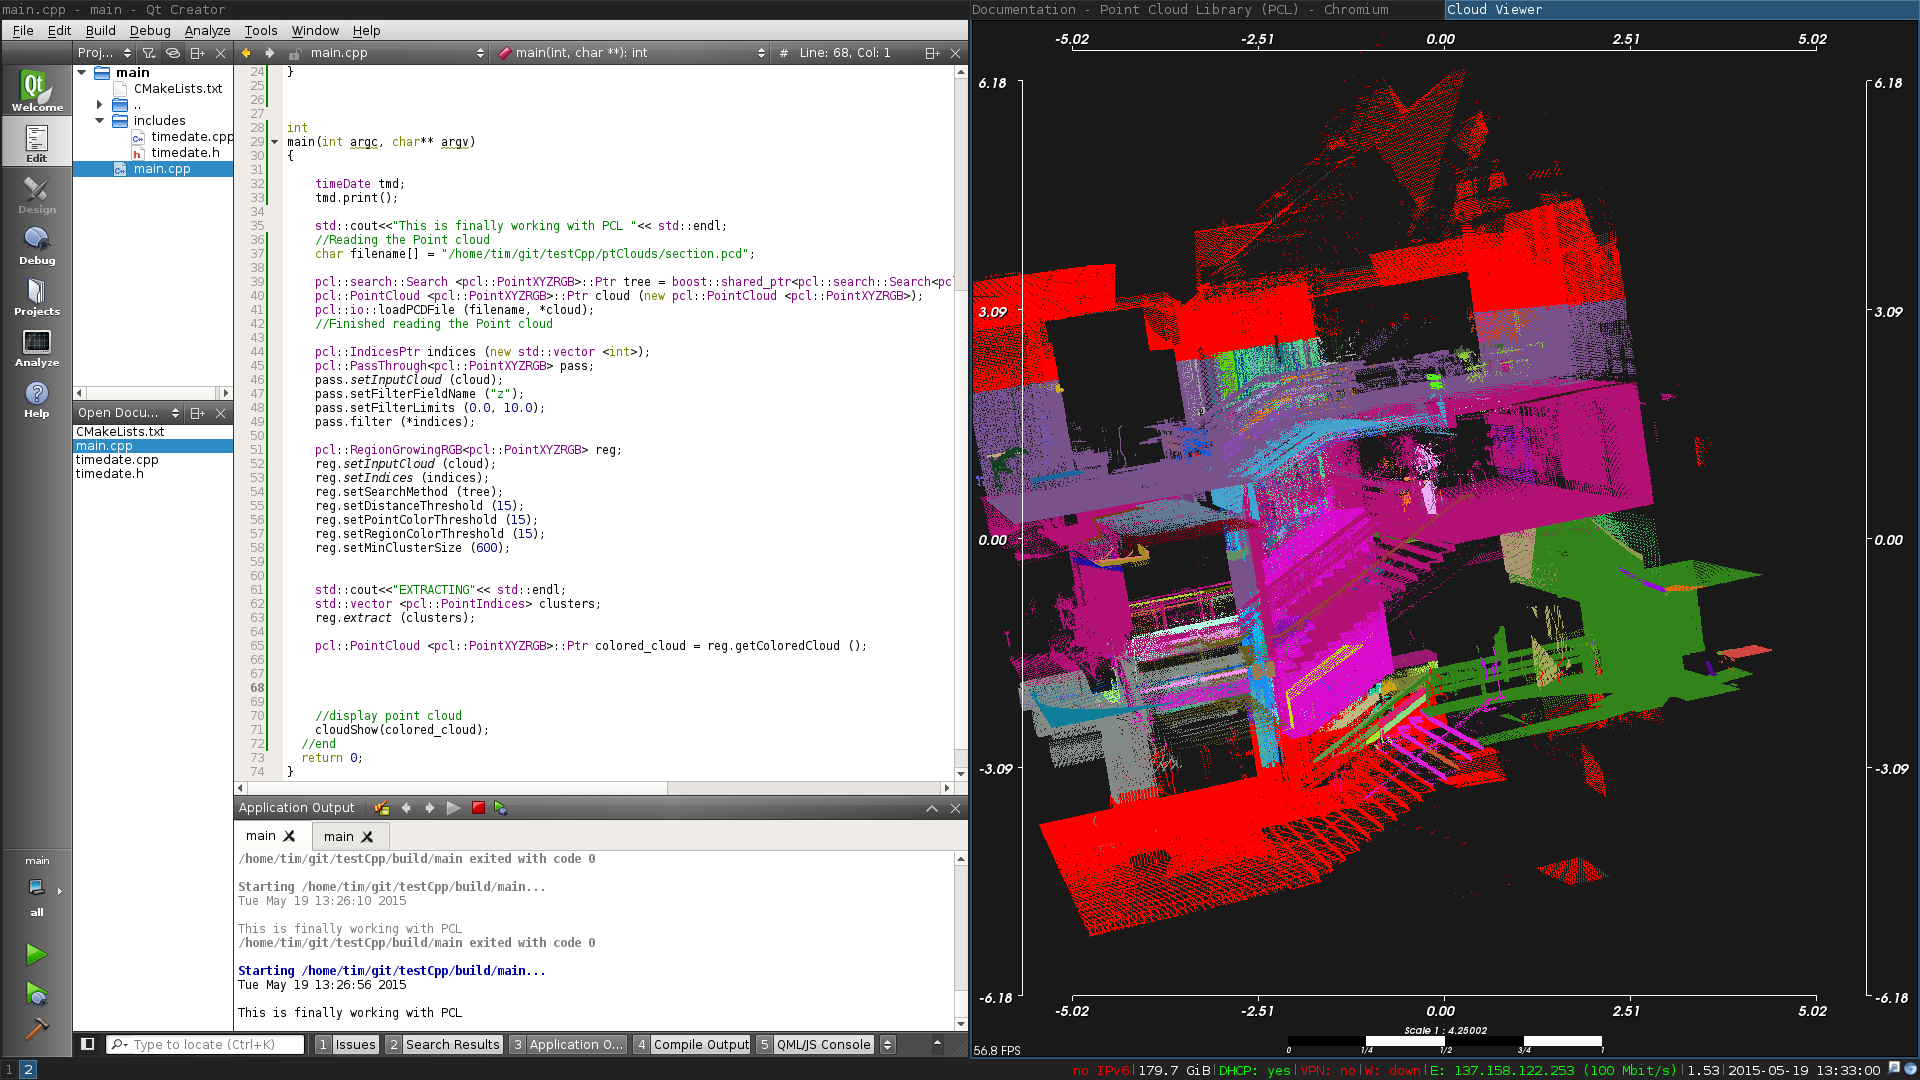 main.cpp - main - Qt Creator
Documentation - Point Cloud Library (PCL) - Chromium
Cloud Viewer
File Edit Build Debug Analyze Tools Window Help
Proj...
main.cpp
main(int, char **): int
# Line: 68, Col: 1
Welcome
Edit
Design
Debug
Projects
Analyze
Help
main
all
main
CMakeLists.txt
..
includes
timedate.cpp
timedate.h
main.cpp
Open Docu...
CMakeLists.txt
main.cpp
timedate.cpp
timedate.h
24 }
25
26
27
28 int
29 main(int argc, char** argv)
30 {
31
32 timeDate tmd;
33 tmd.print();
34
35 std::cout<<"This is finally working with PCL "<< std::endl;
36 //Reading the Point cloud
37 char filename[] = "/home/tim/git/testCpp/ptClouds/section.pcd";
38
39 pcl::search::Search <pcl::PointXYZRGB>::Ptr tree = boost::shared_ptr<pcl::search::Search<pc
40 pcl::PointCloud <pcl::PointXYZRGB>::Ptr cloud (new pcl::PointCloud <pcl::PointXYZRGB>);
41 pcl::io::loadPCDFile (filename, *cloud);
42 //Finished reading the Point cloud
43
44 pcl::IndicesPtr indices (new std::vector <int>);
45 pcl::PassThrough<pcl::PointXYZRGB> pass;
46 pass.setInputCloud (cloud);
47 pass.setFilterFieldName ("z");
48 pass.setFilterLimits (0.0, 10.0);
49 pass.filter (*indices);
50
51 pcl::RegionGrowingRGB<pcl::PointXYZRGB> reg;
52 reg.setInputCloud (cloud);
53 reg.setIndices (indices);
54 reg.setSearchMethod (tree);
55 reg.setDistanceThreshold (15);
56 reg.setPointColorThreshold (15);
57 reg.setRegionColorThreshold (15);
58 reg.setMinClusterSize (600);
59
60
61 std::cout<<"EXTRACTING"<< std::endl;
62 std::vector <pcl::PointIndices> clusters;
63 reg.extract (clusters);
64
65 pcl::PointCloud <pcl::PointXYZRGB>::Ptr colored_cloud = reg.getColoredCloud ();
66
67
68
69
70 //display point cloud
71 cloudShow(colored_cloud);
72 //end
73 return 0;
74 }
Application Output
main
main
/home/tim/git/testCpp/build/main exited with code 0
Starting /home/tim/git/testCpp/build/main...
Tue May 19 13:26:10 2015
This is finally working with PCL
/home/tim/git/testCpp/build/main exited with code 0
Starting /home/tim/git/testCpp/build/main...
Tue May 19 13:26:56 2015
This is finally working with PCL
Type to locate (Ctrl+K)
1 Issues 2 Search Results 3 Application O... 4 Compile Output 5 QML/JS Console
-5.02 -2.51 0.00 2.51 5.02
6.18 6.18
3.09 3.09
0.00 0.00
-3.09 -3.09
-6.18 -6.18
-5.02 -2.51 0.00 2.51 5.02
Scale 1 : 4.25002
0 1/4 1/2 3/4 1
56.8 FPS
1 2
no IPv6|179.7 GiB|DHCP: yes|VPN: no|W: down|E: 137.158.122.253 (100 Mbit/s)|1.53|2015-05-19 13:33:00